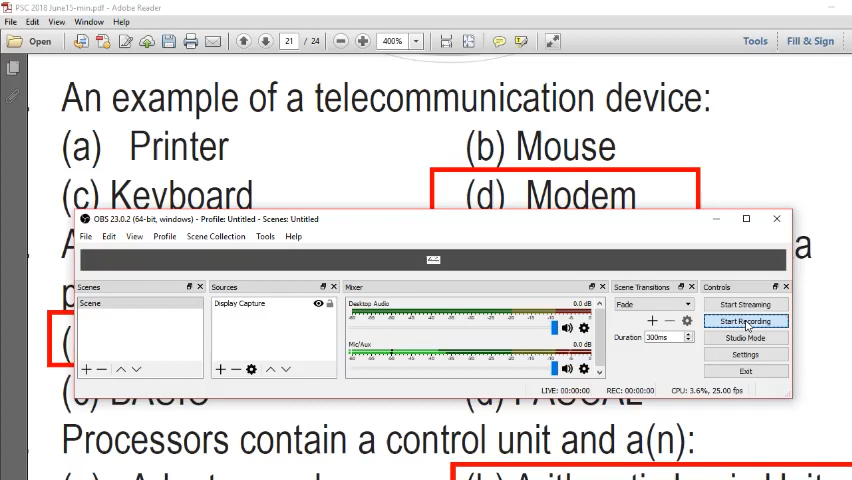 PSC 2018 June15-min.pdf - Adobe Reader
File Edit View Window Help
Open 21 / 24 400% Tools Fill & Sign
An example of a telecommunication device:
(a) Printer (b) Mouse
(c) Keyboard (d) Modem
OBS 23.0.2 (64-bit, windows) - Profile: Untitled - Scenes: Untitled
File Edit View Profile Scene Collection Tools Help
a
Scenes Sources Mixer Scene Transitions Controls
Scene Display Capture Desktop Audio 0.0 dB Fade Start Streaming
Start Recording
Duration 300ms Studio Mode
Mic/Aux 0.0 dB Settings
Exit
LIVE: 00:00:00 REC: 00:00:00 CPU: 3.6%, 25.00 fps
Processors contain a control unit and a(n):